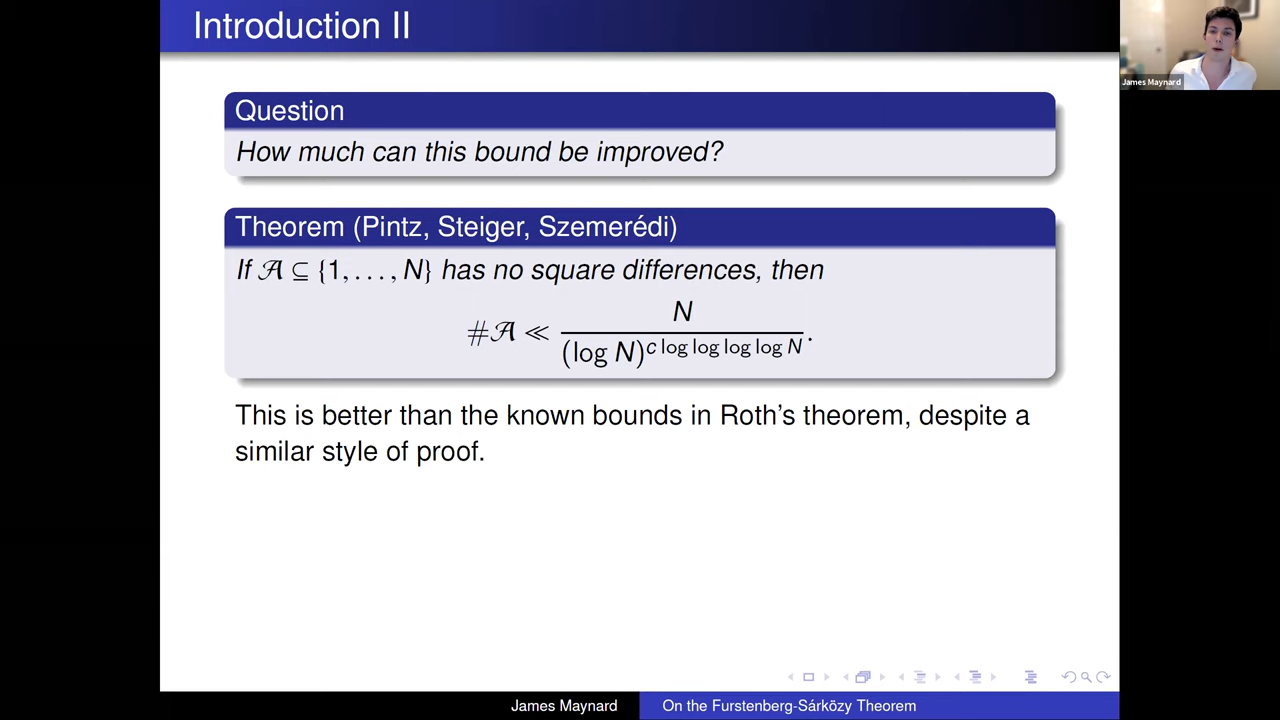 Introduction II
James Maynard
Question
How much can this bound be improved?
Theorem (Pintz, Steiger, Szemerédi)
If 𝒜 ⊆ {1, . . . , N} has no square differences, then
#𝒜 ≪ N / (log N)^{c log log log log N} .
This is better than the known bounds in Roth's theorem, despite a
similar style of proof.
James Maynard
On the Furstenberg-Sárközy Theorem